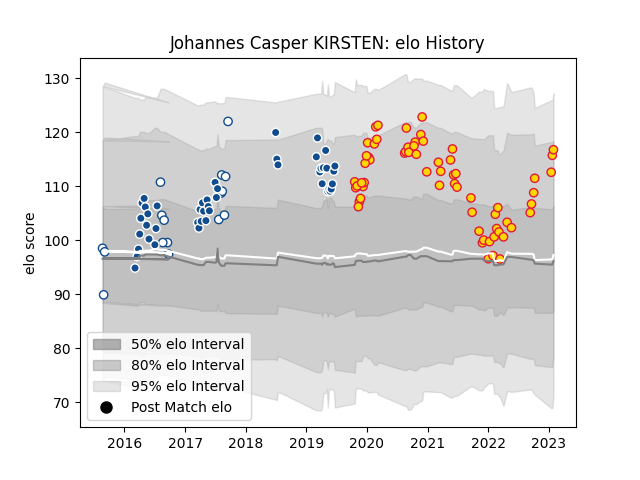 Johannes Casper KIRSTEN: elo History
130
120
110
100
90
80
70
elo score
50% elo Interval
80% elo Interval
95% elo Interval
Post Match elo
2016 2017 2018 2019 2020 2021 2022 2023